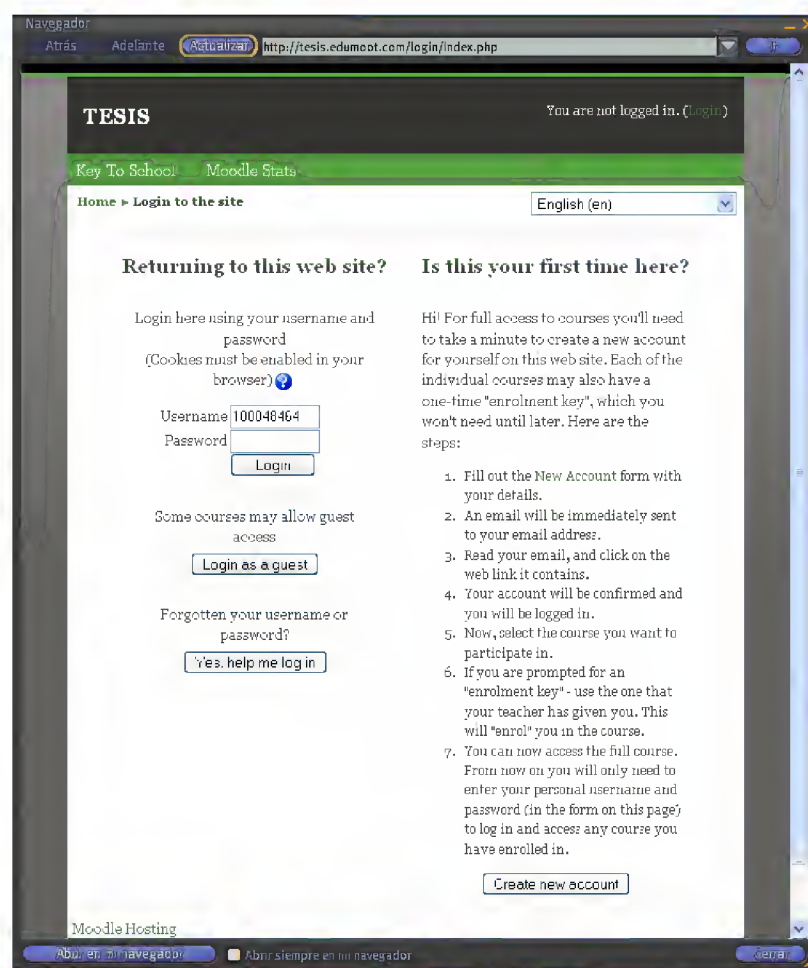 Navegador
Atrás Adelante Actualizar http://tesis.edumoot.com/login/index.php Ir
TESIS
You are not logged in. (Login)
Key To School Moodle Stats
Home ► Login to the site
English (en)
Returning to this web site?
Login here using your username and
password
(Cookies must be enabled in your
browser)
Username 100048464
Password
Login
Some courses may allow guest
access
Login as a guest
Forgotten your username or
password?
Yes, help me log in
Is this your first time here?
Hi! For full access to courses you'll need
to take a minute to create a new account
for yourself on this web site. Each of the
individual courses may also have a
one-time "enrolment key", which you
won't need until later. Here are the
steps:
1. Fill out the New Account form with
your details.
2. An email will be immediately sent
to your email address.
3. Read your email, and click on the
web link it contains.
4. Your account will be confirmed and
you will be logged in.
5. Now, select the course you want to
participate in.
6. If you are prompted for an
"enrolment key" - use the one that
your teacher has given you. This
will "enrol" you in the course.
7. You can now access the full course.
From now on you will only need to
enter your personal username and
password (in the form on this page)
to log in and access any course you
have enrolled in.
Create new account
Moodle Hosting
Abrir en mi navegador Abrir siempre en mi navegador Cerrar